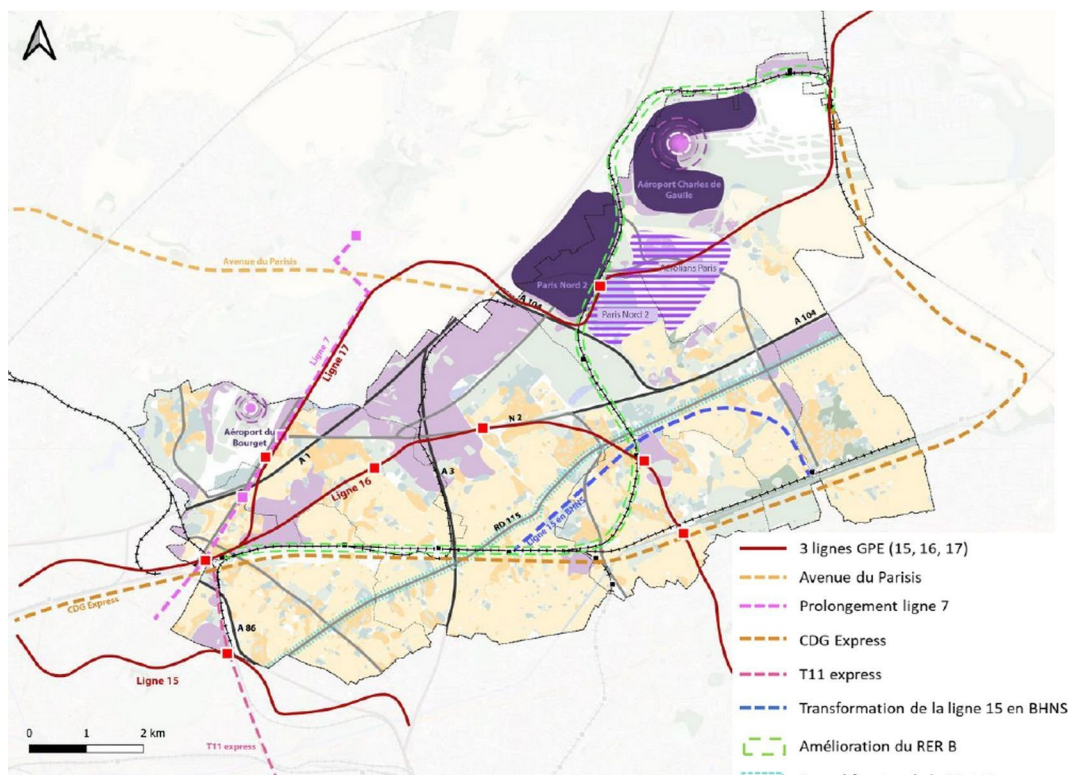 Aéroport Charles de
Gaulle
Avenue du Parisis
Aérolians Paris
Paris Nord 2
A 104
Paris Nord 2
A 104
Ligne 7
Ligne 17
N 2
Aéroport du
Bourget
A 1
A 3
Ligne 16
RD 115
Ligne 15 en BHNS
CDG Express
A 86
Ligne 15
T11 express
0 1 2 km
3 lignes GPE (15, 16, 17)
Avenue du Parisis
Prolongement ligne 7
CDG Express
T11 express
Transformation de la ligne 15 en BHNS
Amélioration du RER B